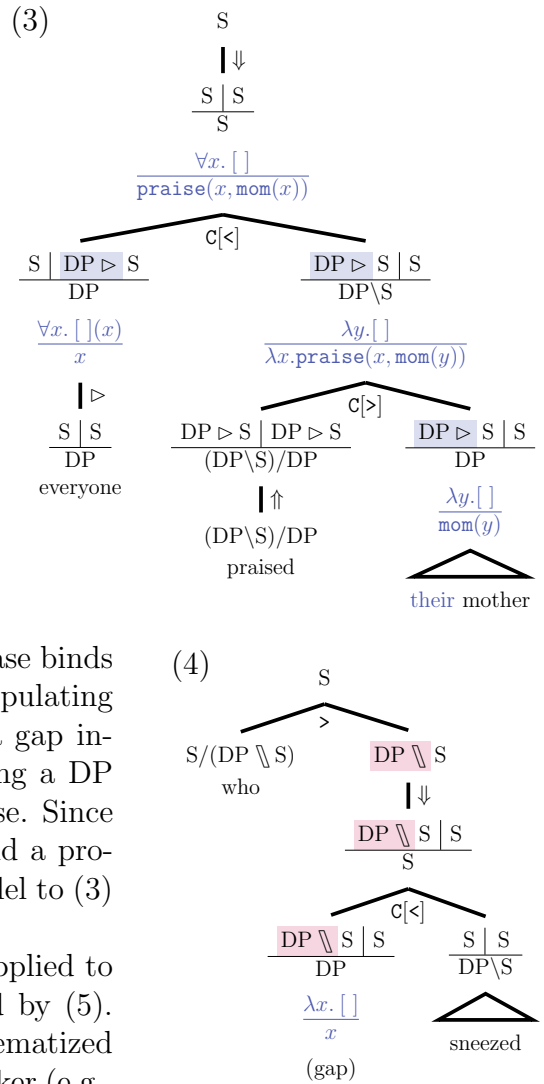 (3)
S
⇓
S | S
S
∀x. [ ]
praise(x, mom(x))
C[<]
S | DP ▷ S
DP ▷ S | S
DP
DP\S
∀x. [ ](x)
λy.[ ]
x
λx.praise(x, mom(y))
▷
C[>]
S | S
DP ▷ S | DP ▷ S
DP ▷ S | S
DP
(DP\S)/DP
DP
everyone
λy.[ ]
⇑
mom(y)
(DP\S)/DP
praised
their mother
ase binds
(4)
S
pulating
>
gap in-
S/(DP ⑊ S)
DP ⑊ S
ng a DP
who
se. Since
⇓
d a pro-
DP ⑊ S | S
lel to (3)
S
C[<]
pplied to
DP ⑊ S | S
S | S
l by (5).
DP
DP\S
ematized
λx. [ ]
x
sneezed
(gap)